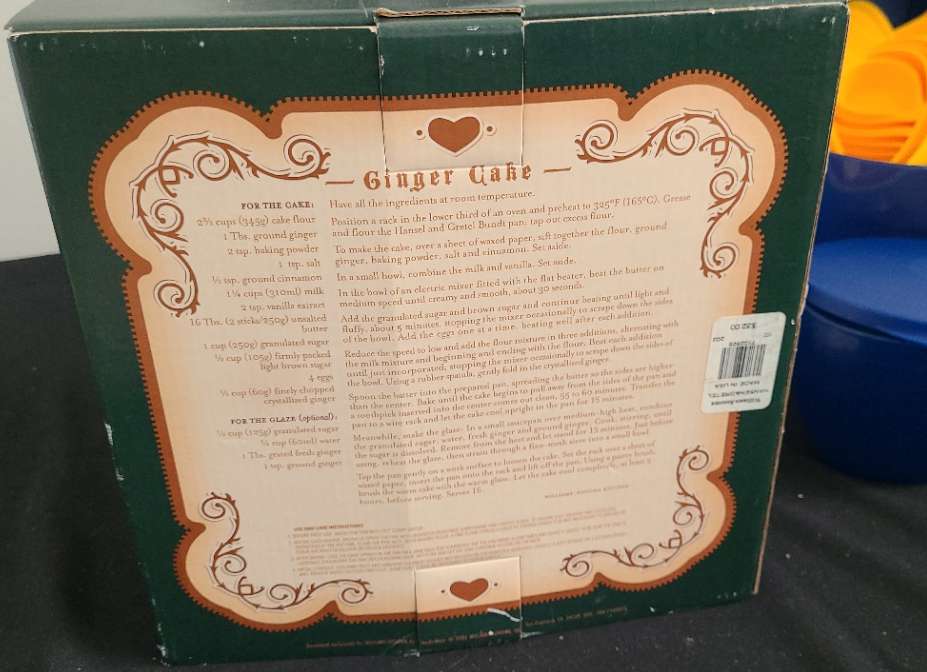 Ginger Cake
FOR THE CAKE:
2⅔ cups (345g) cake flour
1 Tbs. ground ginger
2 tsp. baking powder
1 tsp. salt
½ tsp. ground cinnamon
1¼ cups (310ml) milk
2 tsp. vanilla extract
16 Tbs. (2 sticks/250g) unsalted
butter
1 cup (250g) granulated sugar
½ cup (105g) firmly packed
light brown sugar
4 eggs
cup (60g) finely chopped
crystallized ginger
FOR THE GLAZE (optional):
½ cup (125g) granulated sugar
¼ cup (60ml) water
1 Tbs. grated fresh ginger
1 tsp. ground ginger
Have all the ingredients at room temperature.
Position a rack in the lower third of an oven and preheat to 325°F (165°C). Grease
and flour the Hansel and Gretel Bundt pan; tap out excess flour.
To make the cake, over a sheet of waxed paper, sift together the flour, ground
ginger, baking powder, salt and cinnamon. Set aside.
In a small bowl, combine the milk and vanilla. Set aside.
In the bowl of an electric mixer fitted with the flat beater, beat the butter on
medium speed until creamy and smooth, about 30 seconds.
Add the granulated sugar and brown sugar and continue beating until light and
fluffy, about 5 minutes, stopping the mixer occasionally to scrape down the sides
of the bowl. Add the eggs one at a time, beating well after each addition.
Reduce the speed to low and add the flour mixture in three additions, alternating with
the milk mixture and beginning and ending with the flour. Beat each addition
until just incorporated, stopping the mixer occasionally to scrape down the sides of
the bowl. Using a rubber spatula, gently fold in the crystallized ginger.
Spoon the batter into the prepared pan, spreading the batter so the sides are higher
than the center. Bake until the cake begins to pull away from the sides of the pan and
a toothpick inserted into the center comes out clean, 55 to 60 minutes. Transfer the
pan to a wire rack and let the cake cool upright in the pan for 15 minutes.
Meanwhile, make the glaze: In a small saucepan over medium-high heat, combine
the granulated sugar, water, fresh ginger and ground ginger. Cook, stirring, until
the sugar is dissolved. Remove from the heat and let stand for 15 minutes. Just before
using, reheat the glaze, then strain through a fine-mesh sieve into a small bowl.
Tap the pan gently on a work surface to loosen the cake. Set the rack over a sheet of
waxed paper, invert the pan onto the rack and lift off the pan. Using a pastry brush,
brush the warm cake with the warm glaze. Let the cake cool completely, at least 2
hours, before serving. Serves 16.
WILLIAMS-SONOMA KITCHEN
USE AND CARE INSTRUCTIONS
Williams-Sonoma
MADE IN USA
$32.00